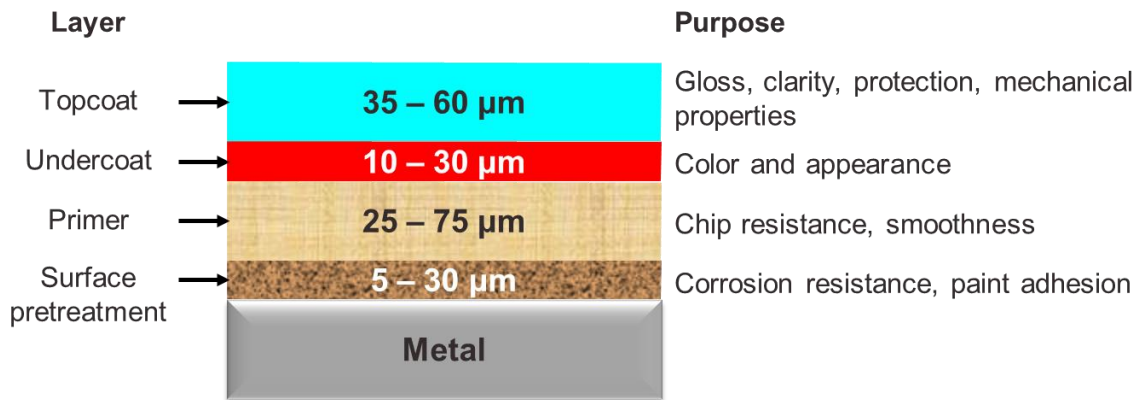 Layer
Purpose
Topcoat
35 – 60 µm
Gloss, clarity, protection, mechanical
properties
Undercoat
10 – 30 µm
Color and appearance
Primer
25 – 75 µm
Chip resistance, smoothness
Surface
pretreatment
5 – 30 µm
Corrosion resistance, paint adhesion
Metal